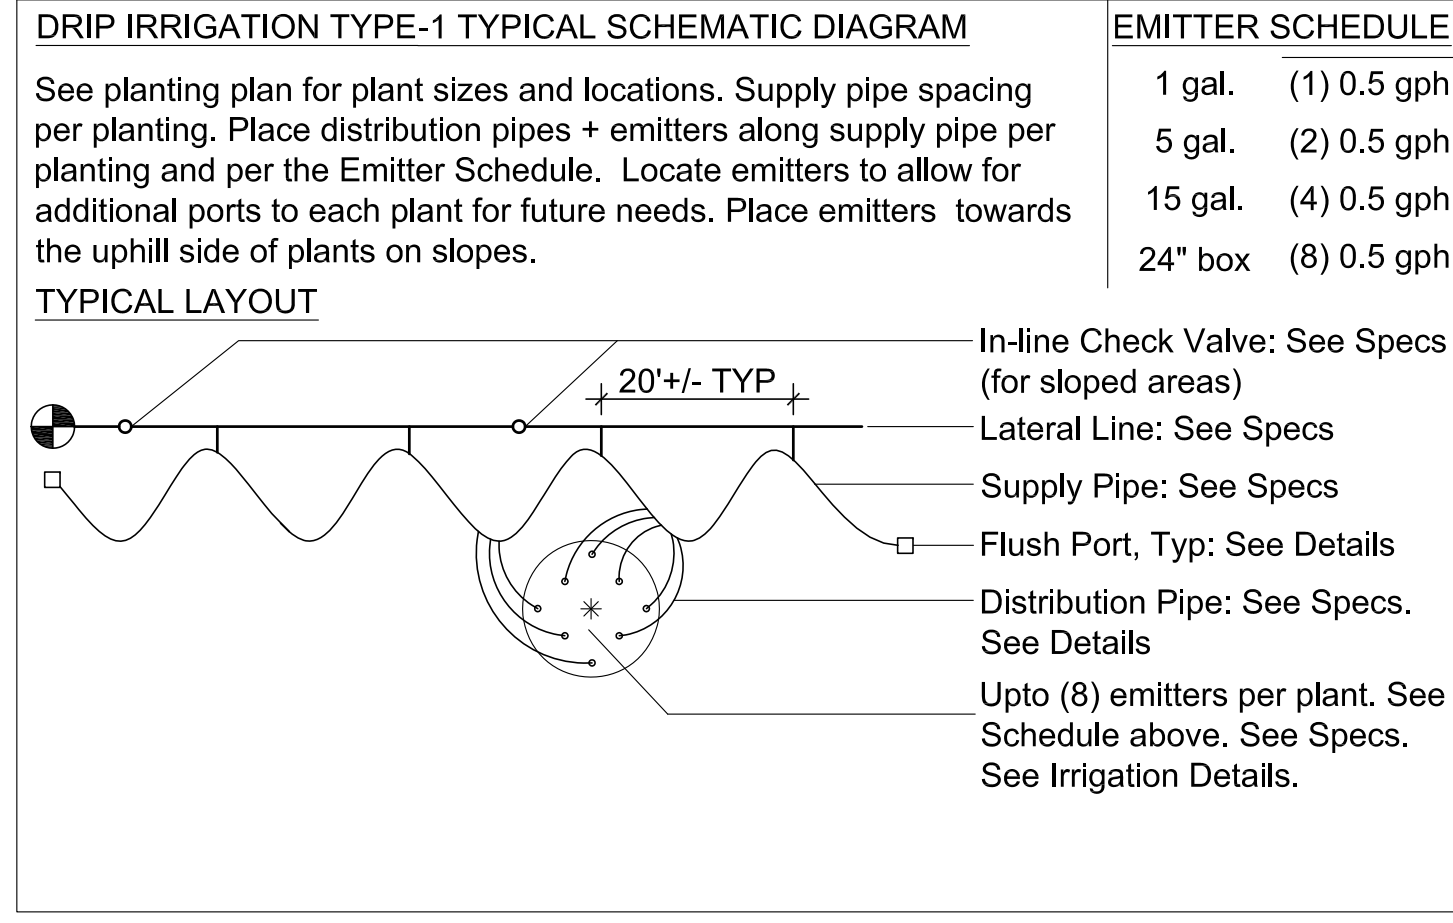 DRIP IRRIGATION TYPE-1 TYPICAL SCHEMATIC DIAGRAM
See planting plan for plant sizes and locations. Supply pipe spacing
per planting. Place distribution pipes + emitters along supply pipe per
planting and per the Emitter Schedule. Locate emitters to allow for
additional ports to each plant for future needs. Place emitters towards
the uphill side of plants on slopes.
EMITTER SCHEDULE
1 gal. (1) 0.5 gph
5 gal. (2) 0.5 gph
15 gal. (4) 0.5 gph
24" box (8) 0.5 gph
TYPICAL LAYOUT
20'+/- TYP
In-line Check Valve: See Specs
(for sloped areas)
Lateral Line: See Specs
Supply Pipe: See Specs
Flush Port, Typ: See Details
Distribution Pipe: See Specs.
See Details
Upto (8) emitters per plant. See
Schedule above. See Specs.
See Irrigation Details.